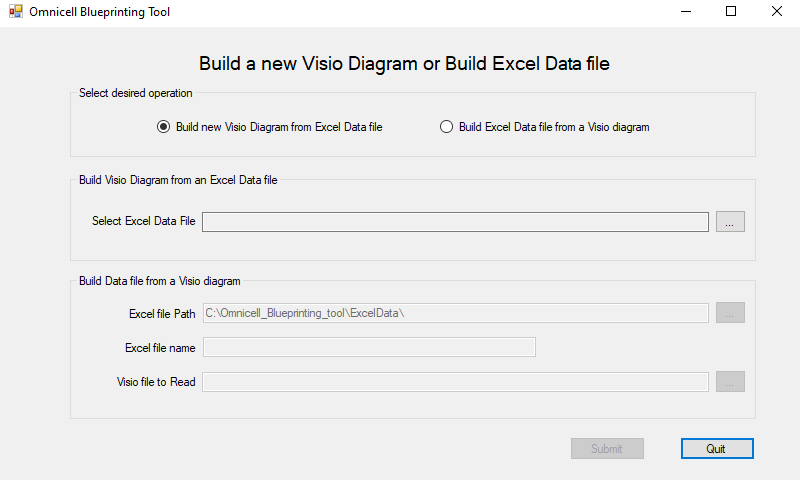 Omnicell Blueprinting Tool
Build a new Visio Diagram or Build Excel Data file
Select desired operation
Build new Visio Diagram from Excel Data file
Build Excel Data file from a Visio diagram
Build Visio Diagram from an Excel Data file
Select Excel Data File
...
Build Data file from a Visio diagram
Excel file Path
C:\Omnicell_Blueprinting_tool\ExcelData\
...
Excel file name
Visio file to Read
...
Submit
Quit